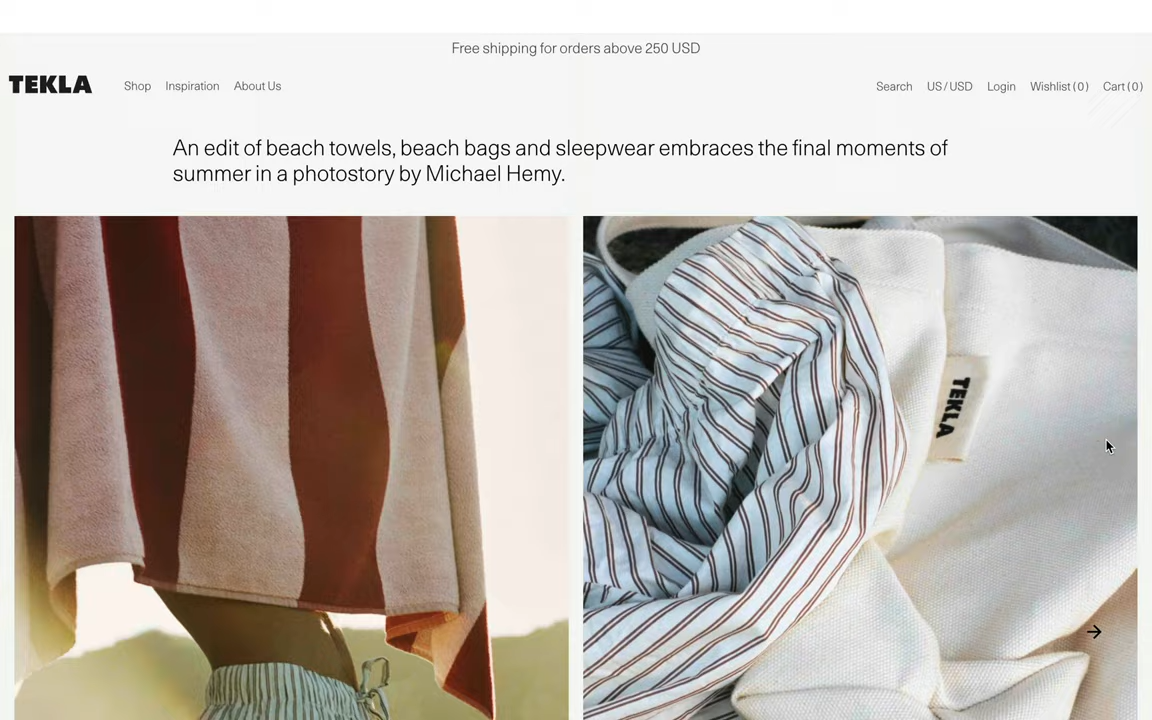 Free shipping for orders above 250 USD
TEKLA
Shop
Inspiration
About Us
Search
US / USD
Login
Wishlist ( 0 )
Cart ( 0 )
An edit of beach towels, beach bags and sleepwear embraces the final moments of
summer in a photostory by Michael Hemy.
TEKLA